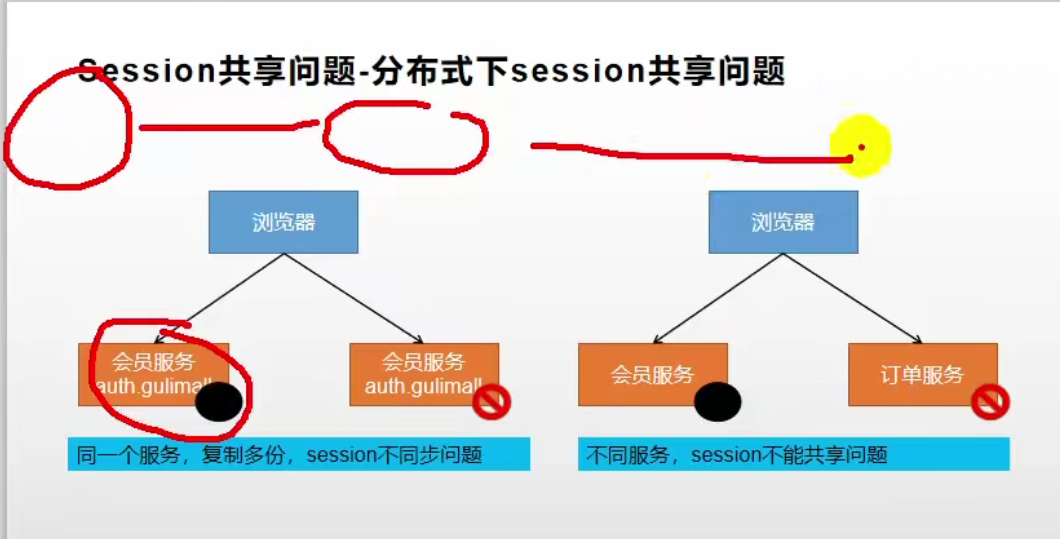 Session共享问题-分布式下session共享问题
浏览器
浏览器
会员服务
auth.gulimall
会员服务
auth.gulimall
会员服务
订单服务
同一个服务，复制多份，session不同步问题
不同服务，session不能共享问题